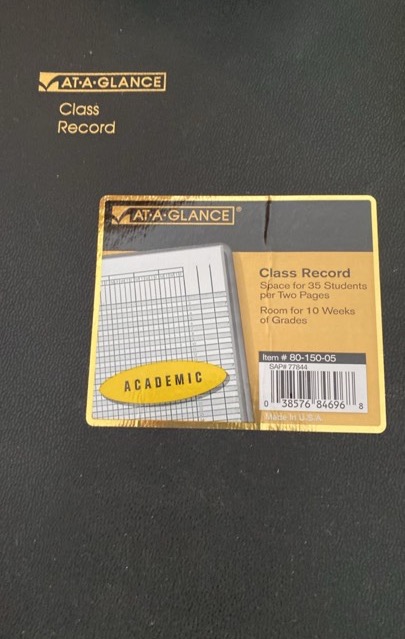 AT·A·GLANCE
Class
Record
AT·A·GLANCE®
Class Record
Space for 35 Students
per Two Pages
Room for 10 Weeks
of Grades
ACADEMIC
Item # 80-150-05
SAP# 77844
0 38576 84696 8
Made in U.S.A.